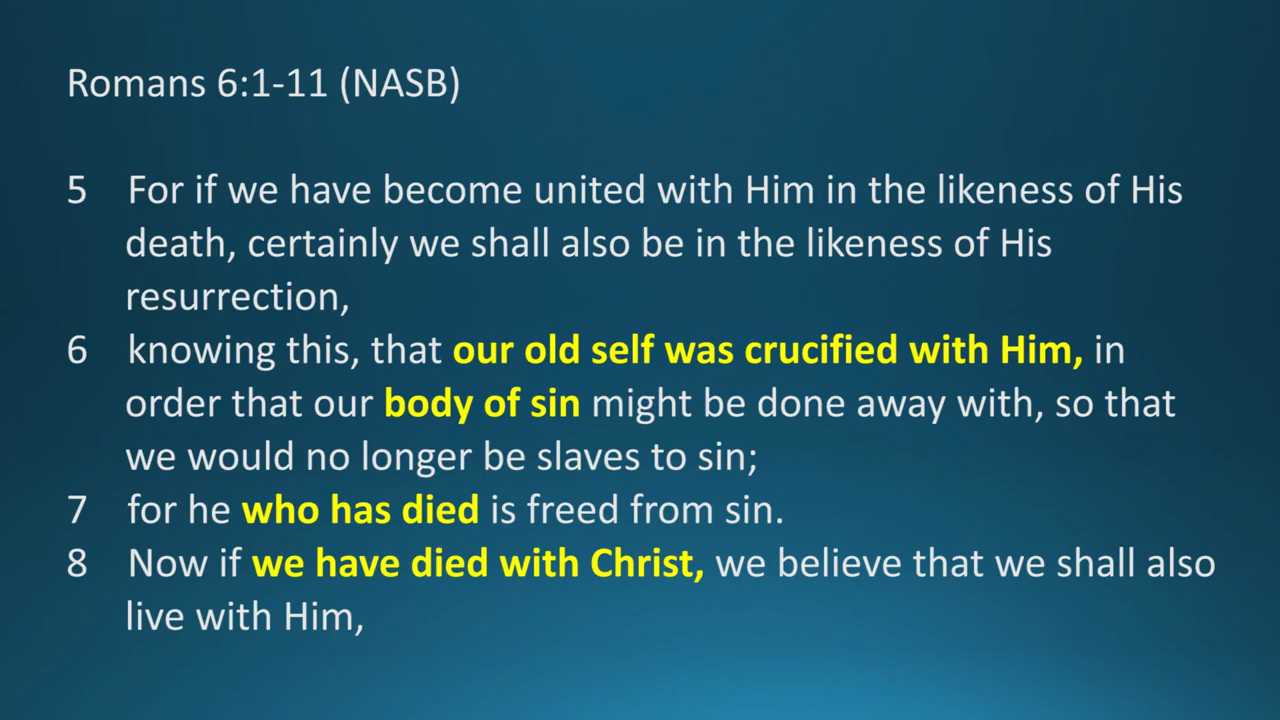 Romans 6:1-11 (NASB)
5 For if we have become united with Him in the likeness of His
death, certainly we shall also be in the likeness of His
resurrection,
6 knowing this, that our old self was crucified with Him, in
order that our body of sin might be done away with, so that
we would no longer be slaves to sin;
7 for he who has died is freed from sin.
8 Now if we have died with Christ, we believe that we shall also
live with Him,